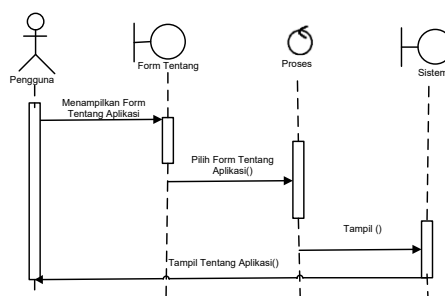 Pengguna
Form Tentang
Proses
Sistem
Menampilkan Form
Tentang Aplikasi
Pilih Form Tentang
Aplikasi()
Tampil ()
Tampil Tentang Aplikasi()